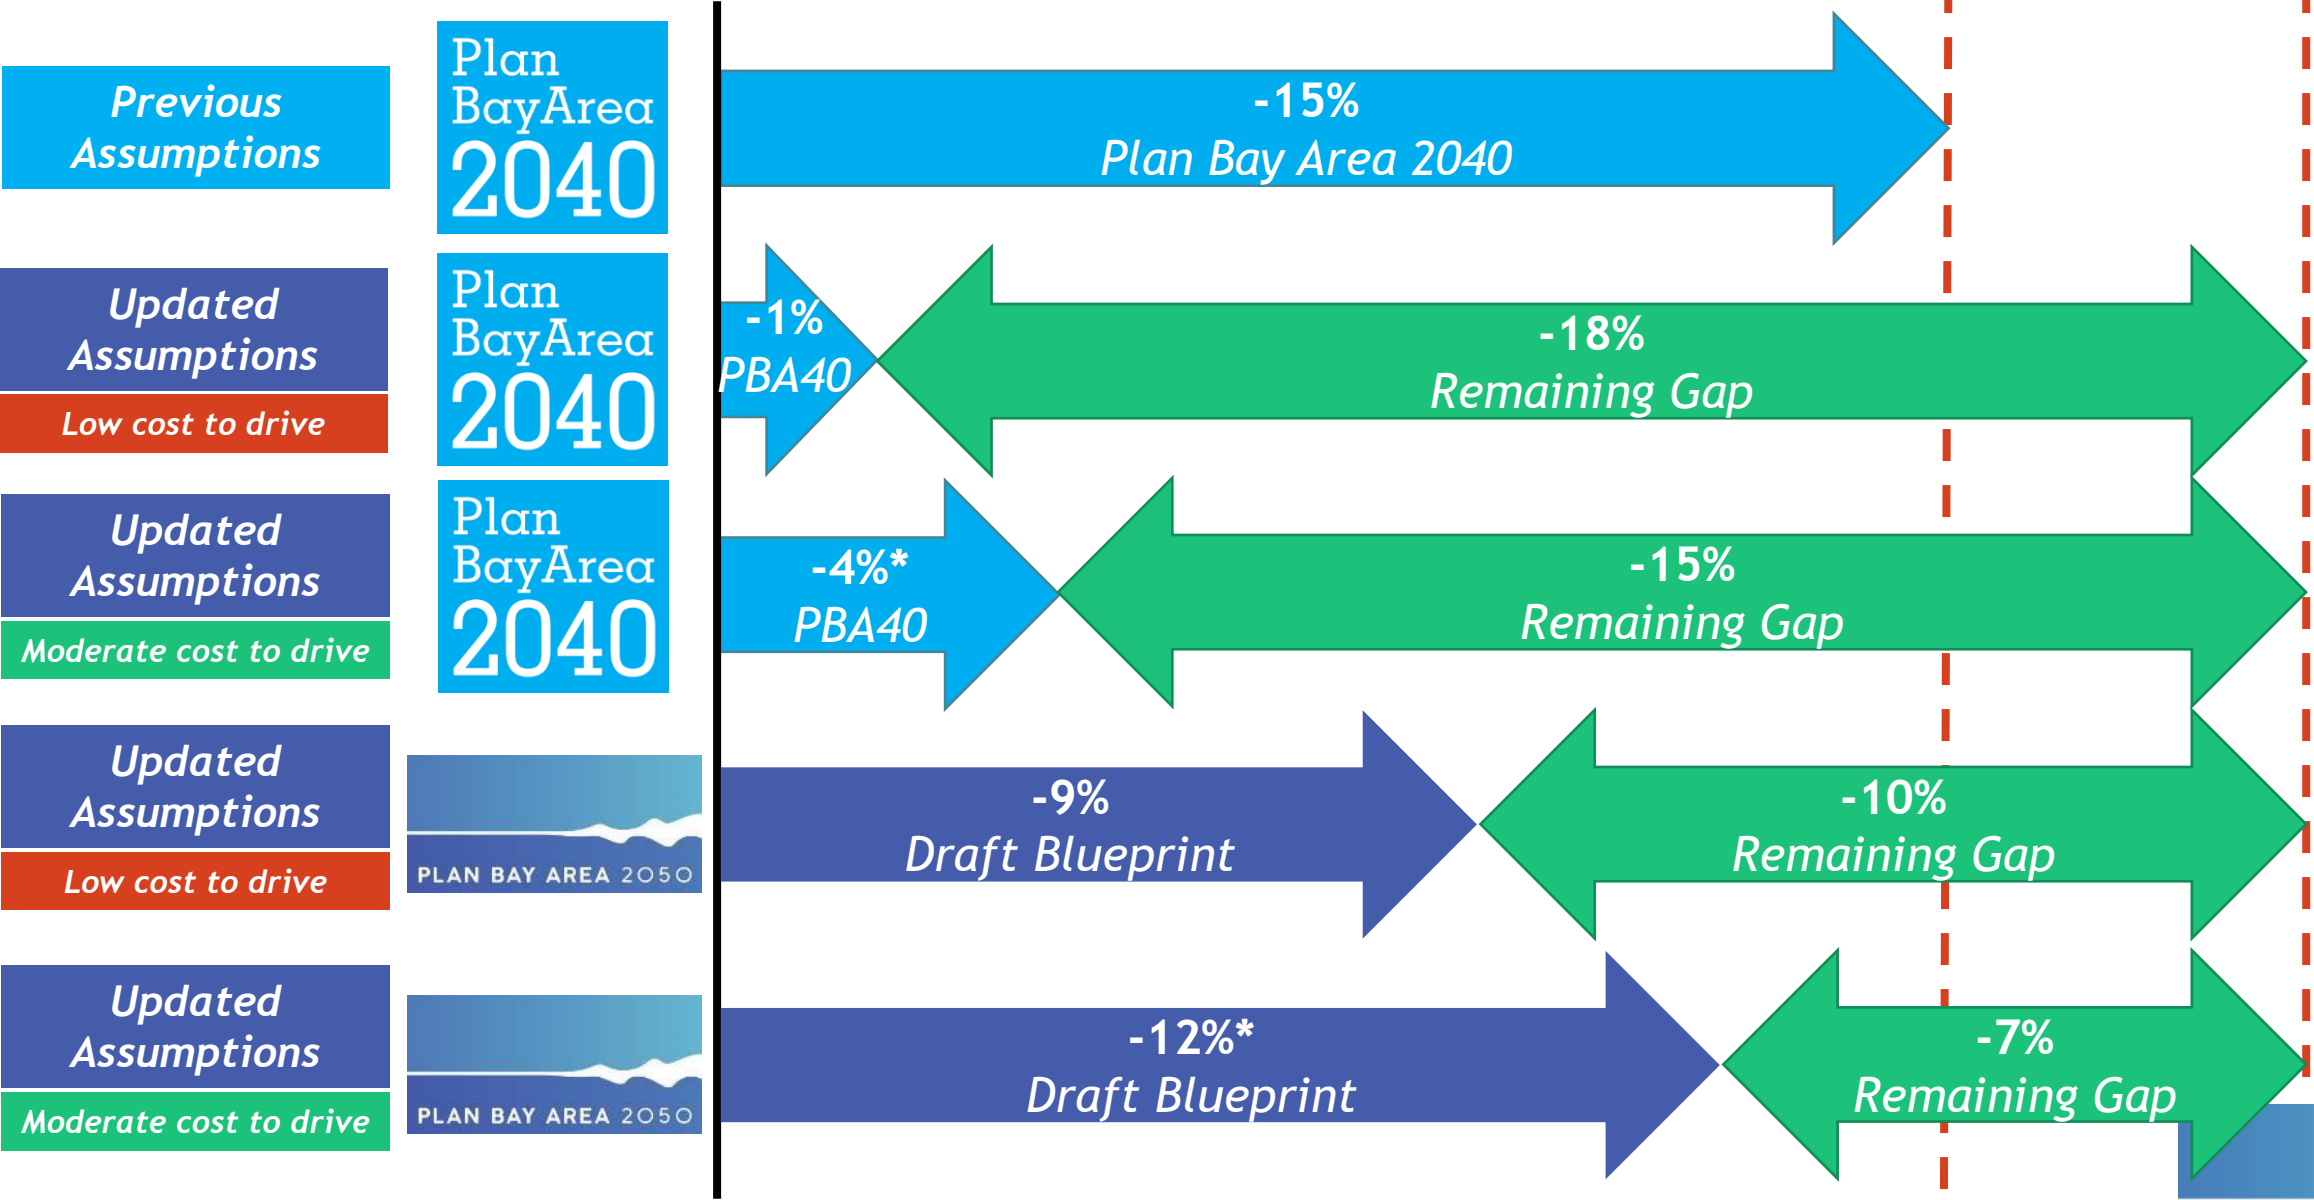 Previous
Assumptions
Plan
BayArea
2040
-15%
Plan Bay Area 2040
Updated
Assumptions
Low cost to drive
Plan
BayArea
2040
-1%
PBA40
-18%
Remaining Gap
Updated
Assumptions
Moderate cost to drive
Plan
BayArea
2040
-4%*
PBA40
-15%
Remaining Gap
Updated
Assumptions
Low cost to drive
PLAN BAY AREA 2050
-9%
Draft Blueprint
-10%
Remaining Gap
Updated
Assumptions
Moderate cost to drive
PLAN BAY AREA 2050
-12%*
Draft Blueprint
-7%
Remaining Gap